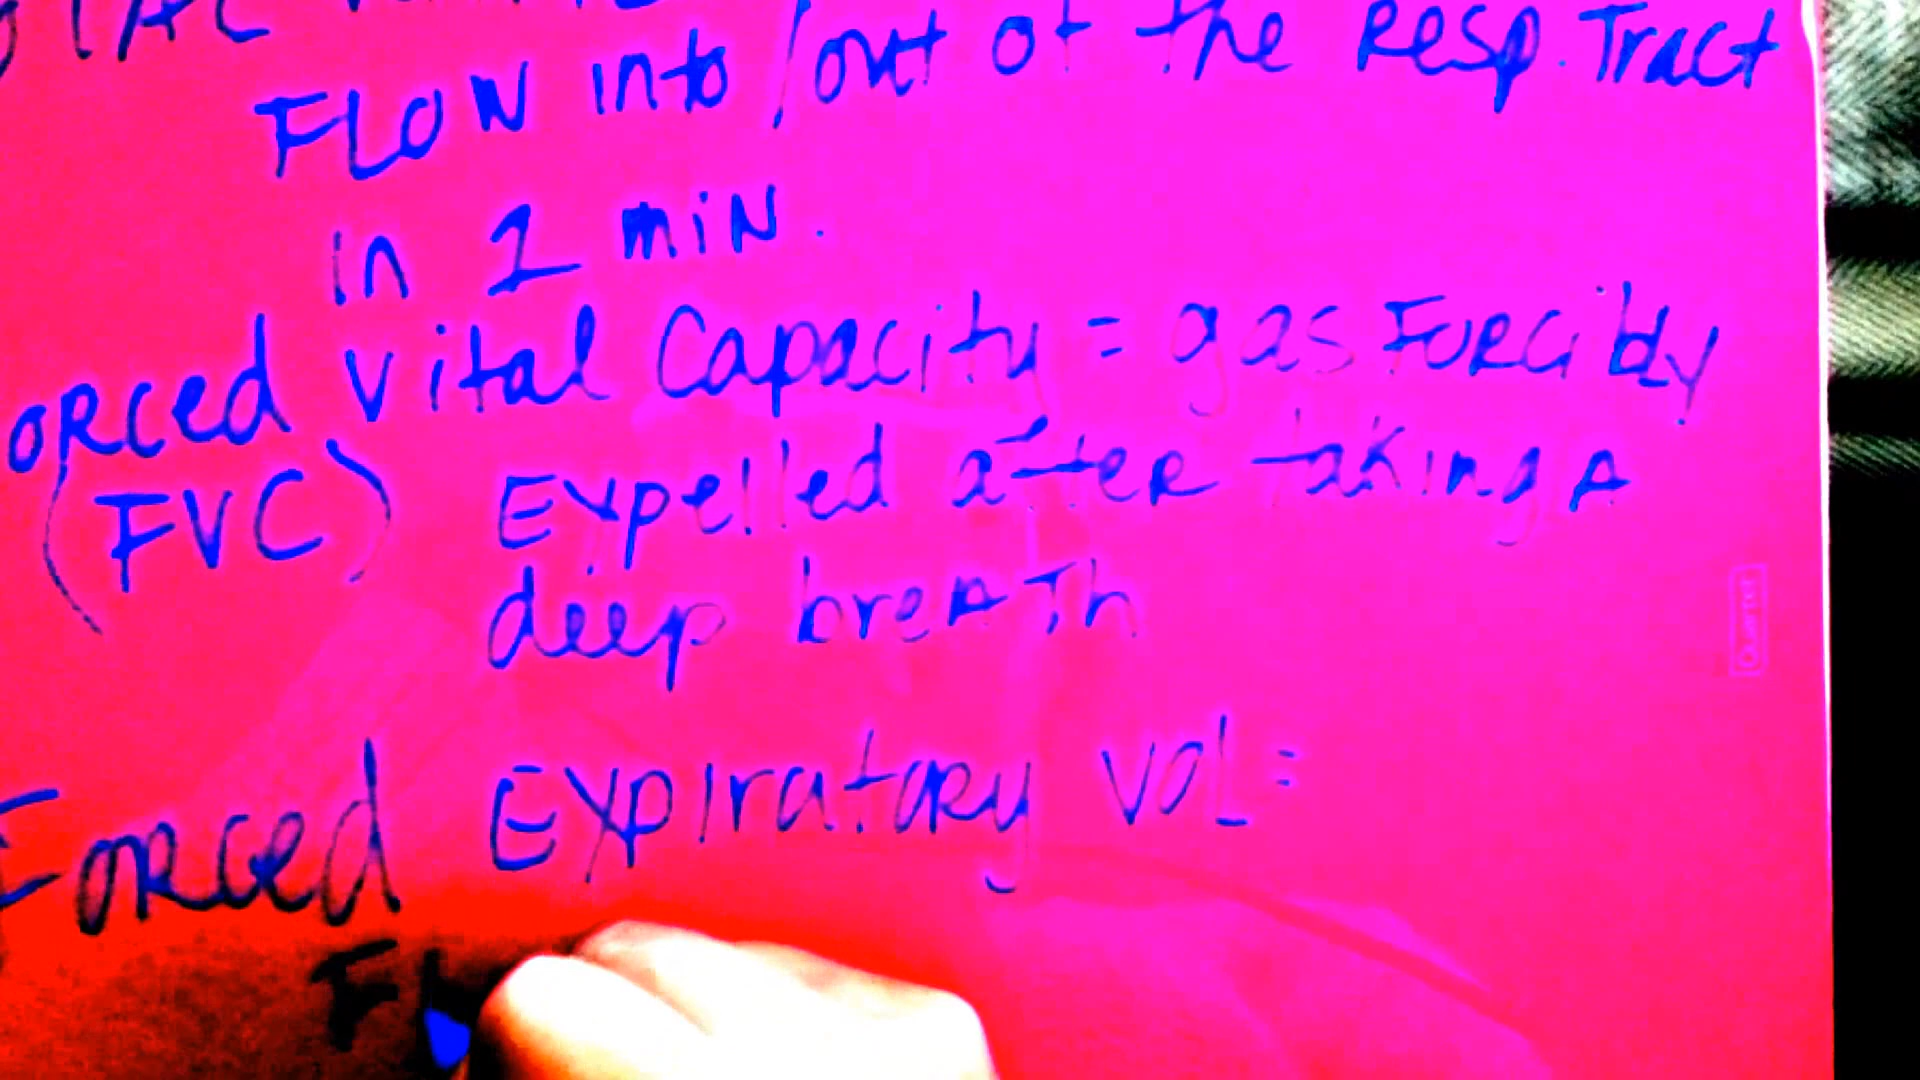 FLOW into/out of the Resp. Tract
in 1 miN.
orced Vital Capacity = gas FORCibly
(FVC) Expelled after taking A
deep breATh
Forced Expiratory VOL =
F
Quartet